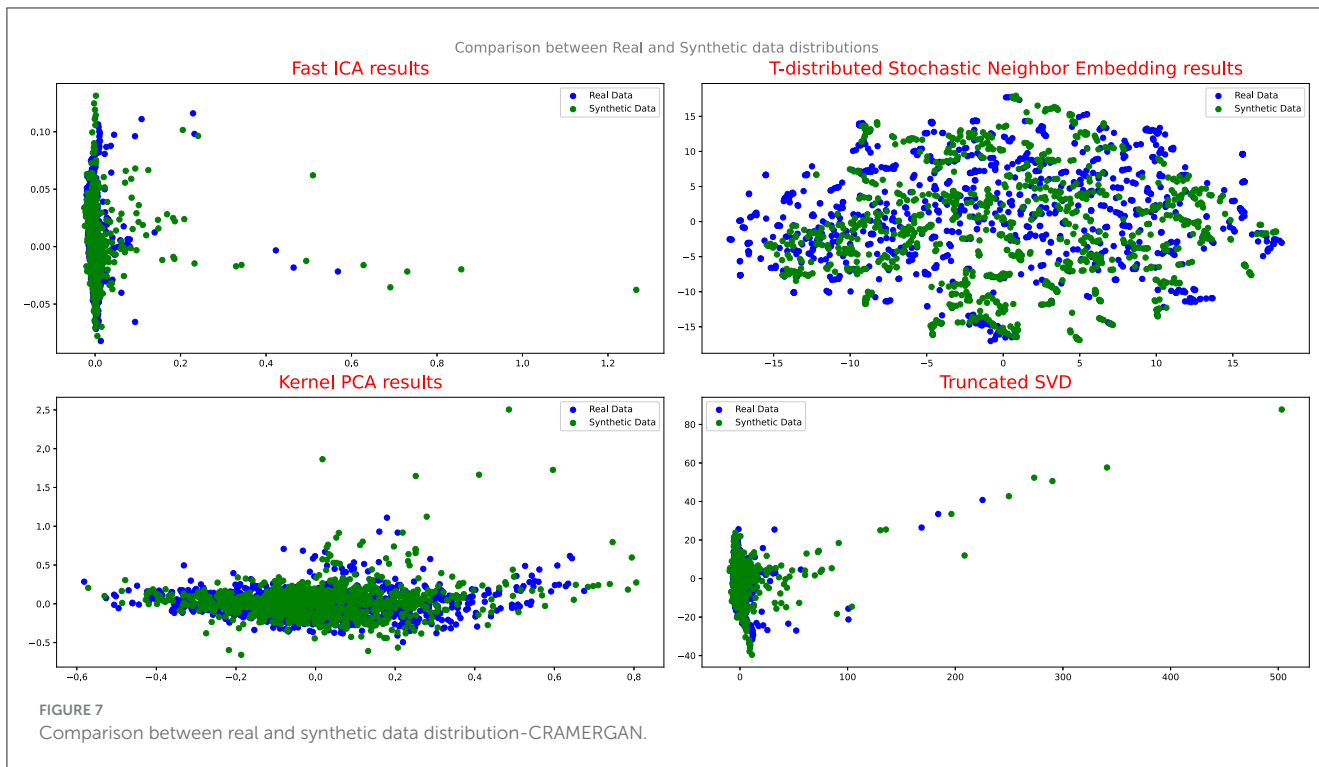 Comparison between Real and Synthetic data distributions
Fast ICA results
Real Data
Synthetic Data
0.10
0.05
0.00
−0.05
0.0 0.2 0.4 0.6 0.8 1.0 1.2
T-distributed Stochastic Neighbor Embedding results
Real Data
Synthetic Data
15
10
5
0
−5
−10
−15
−15 −10 −5 0 5 10 15
Kernel PCA results
Real Data
Synthetic Data
2.5
2.0
1.5
1.0
0.5
0.0
−0.5
−0.6 −0.4 −0.2 0.0 0.2 0.4 0.6 0.8
Truncated SVD
Real Data
Synthetic Data
80
60
40
20
0
−20
−40
0 100 200 300 400 500
FIGURE 7
Comparison between real and synthetic data distribution-CRAMERGAN.